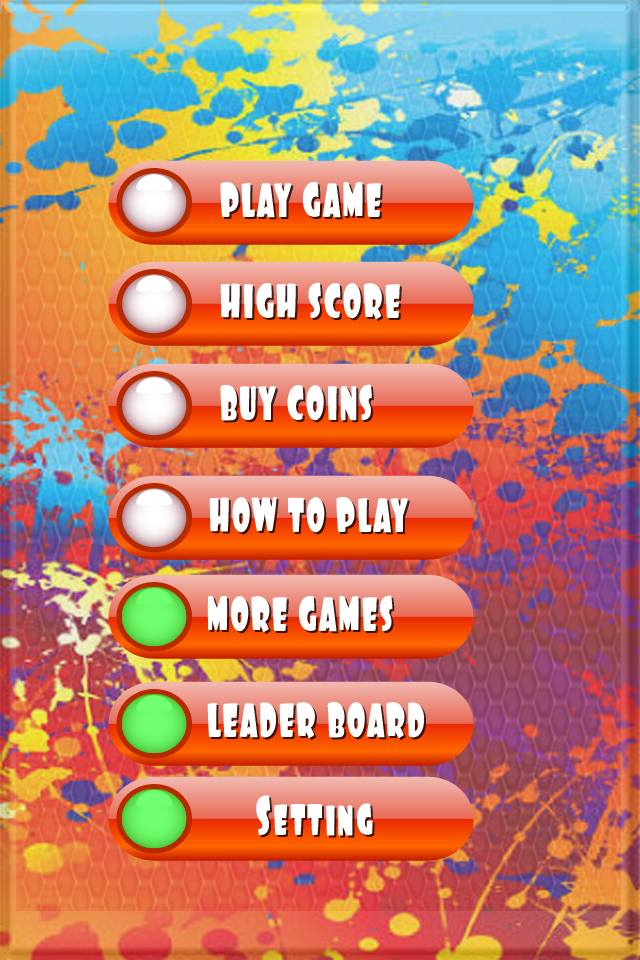 PLAY GAME
HIGH SCORE
BUY COINS
HOW TO PLAY
MORE GAMES
LEADER BOARD
SETTING